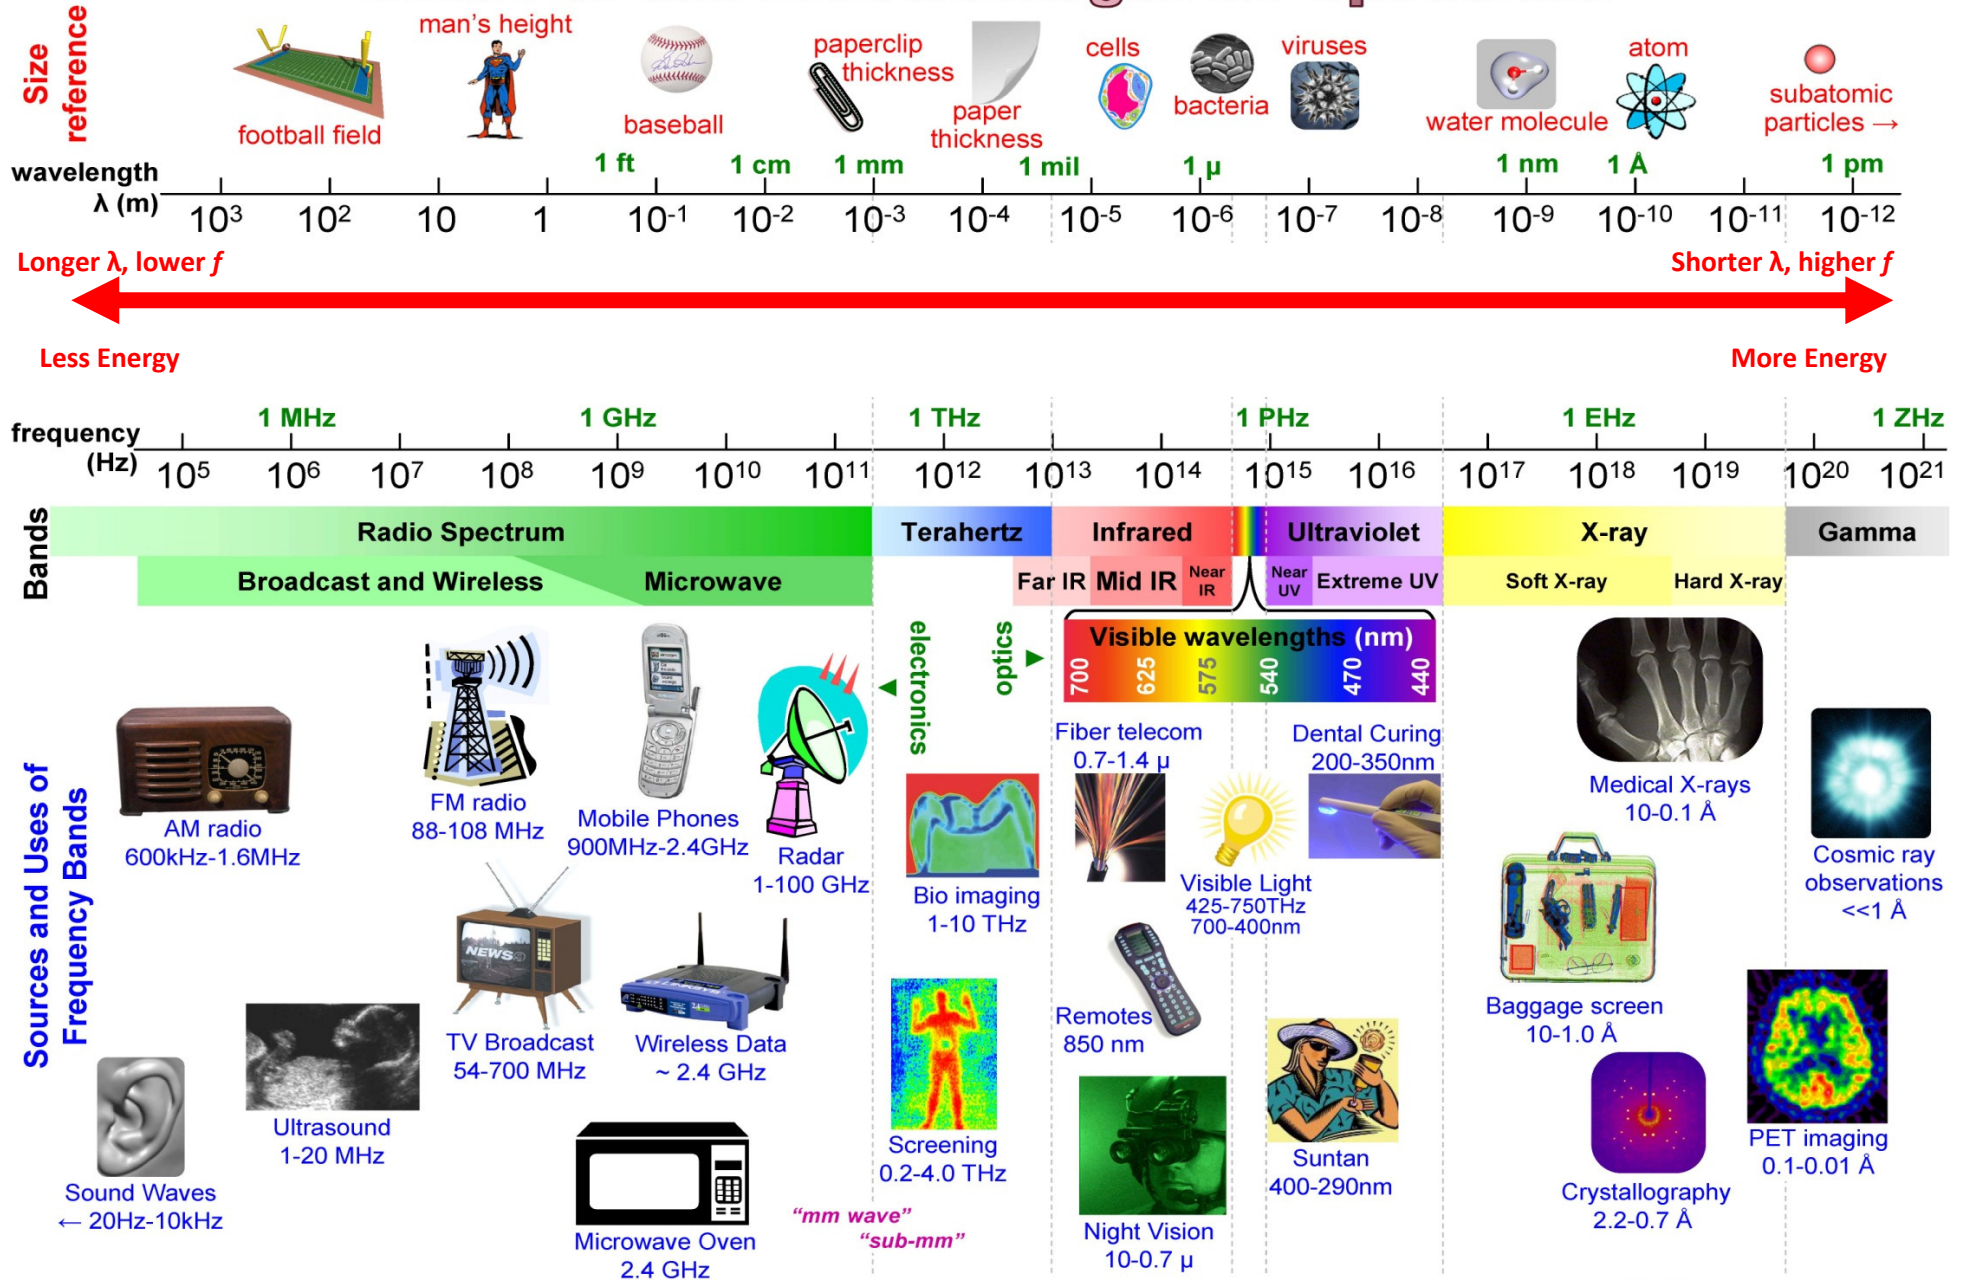 Size
reference
football field
man's height
baseball
paperclip
thickness
paper
thickness
cells
bacteria
viruses
water molecule
atom
subatomic
particles →
1 ft
1 cm
1 mm
1 mil
1 µ
1 nm
1 Å
1 pm
wavelength
λ (m)
10³ 10² 10 1 10⁻¹ 10⁻² 10⁻³ 10⁻⁴ 10⁻⁵ 10⁻⁶ 10⁻⁷ 10⁻⁸ 10⁻⁹ 10⁻¹⁰ 10⁻¹¹ 10⁻¹²
Longer λ, lower f
Shorter λ, higher f
Less Energy
More Energy
1 MHz 1 GHz 1 THz 1 PHz 1 EHz 1 ZHz
frequency
(Hz)
10⁵ 10⁶ 10⁷ 10⁸ 10⁹ 10¹⁰ 10¹¹ 10¹² 10¹³ 10¹⁴ 10¹⁵ 10¹⁶ 10¹⁷ 10¹⁸ 10¹⁹ 10²⁰ 10²¹
Bands
Radio Spectrum
Terahertz
Infrared
Ultraviolet
X-ray
Gamma
Broadcast and Wireless
Microwave
Far IR
Mid IR
Near
IR
Near
UV
Extreme UV
Soft X-ray
Hard X-ray
electronics
optics
Visible wavelengths (nm)
700 625 575 540 470 440
Sources and Uses of
Frequency Bands
AM radio
600kHz-1.6MHz
FM radio
88-108 MHz
Mobile Phones
900MHz-2.4GHz
Radar
1-100 GHz
Bio imaging
1-10 THz
Fiber telecom
0.7-1.4 µ
Visible Light
425-750THz
700-400nm
Dental Curing
200-350nm
Medical X-rays
10-0.1 Å
Cosmic ray
observations
<<1 Å
Sound Waves
← 20Hz-10kHz
Ultrasound
1-20 MHz
NEWS
TV Broadcast
54-700 MHz
Wireless Data
~ 2.4 GHz
Microwave Oven
2.4 GHz
"mm wave"
"sub-mm"
Screening
0.2-4.0 THz
Remotes
850 nm
Night Vision
10-0.7 µ
Suntan
400-290nm
Baggage screen
10-1.0 Å
Crystallography
2.2-0.7 Å
PET imaging
0.1-0.01 Å